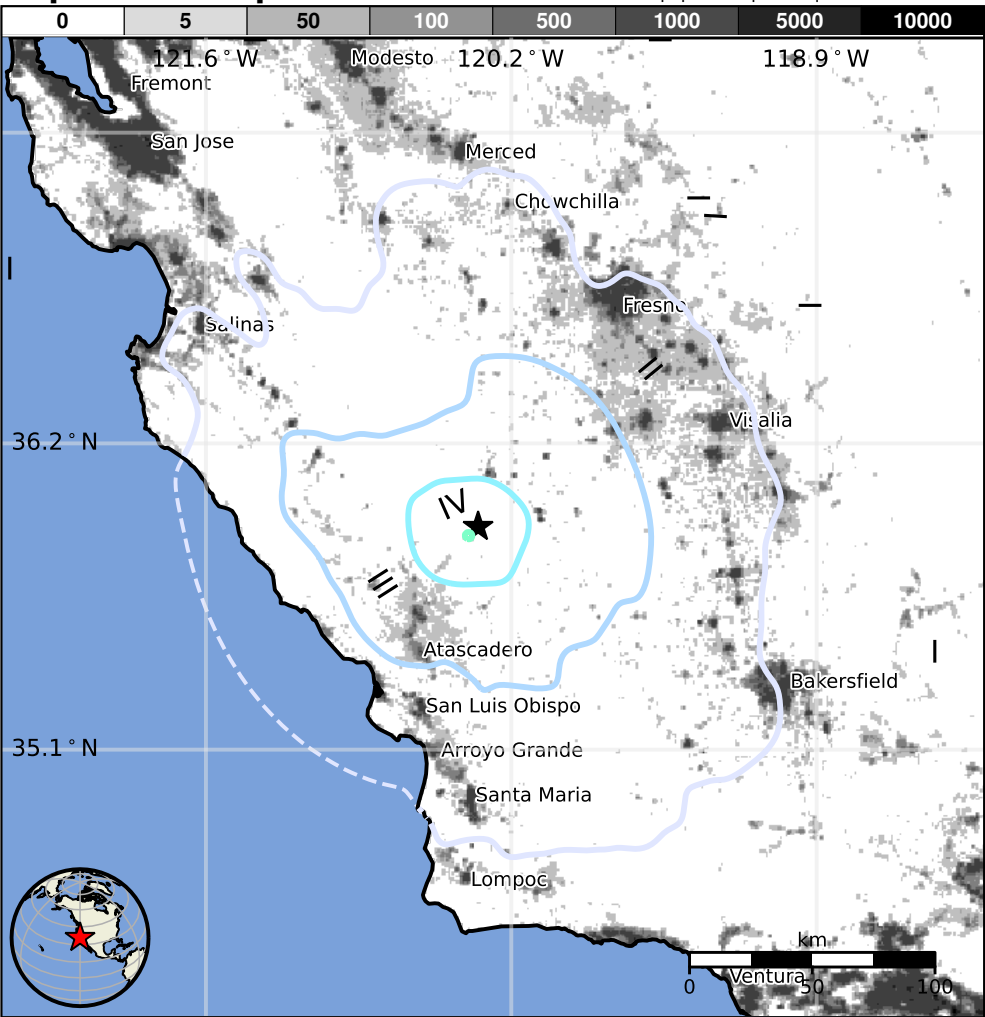 0 5 50 100 500 1000 5000 10000
121.6°W 120.2°W 118.9°W
Modesto
Fremont
San Jose
Merced
Chowchilla
I
I
I
I
Fresno
Salinas
II
Visalia
36.2°N
IV
III
Atascadero
I
Bakersfield
San Luis Obispo
35.1°N
Arroyo Grande
Santa Maria
Lompoc
km
Ventura
0 50 100